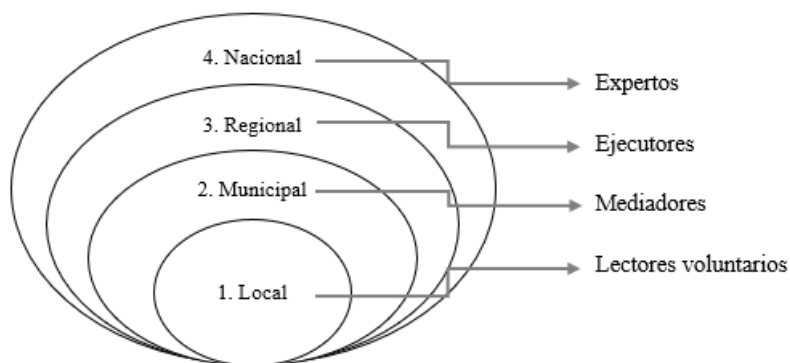 4. Nacional
Expertos
3. Regional
Ejecutores
2. Municipal
Mediadores
1. Local
Lectores voluntarios